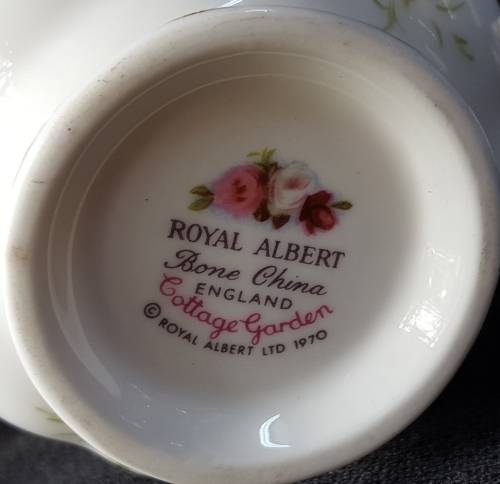 ROYAL ALBERT
Bone China
ENGLAND
Cottage Garden
© ROYAL ALBERT LTD 1970